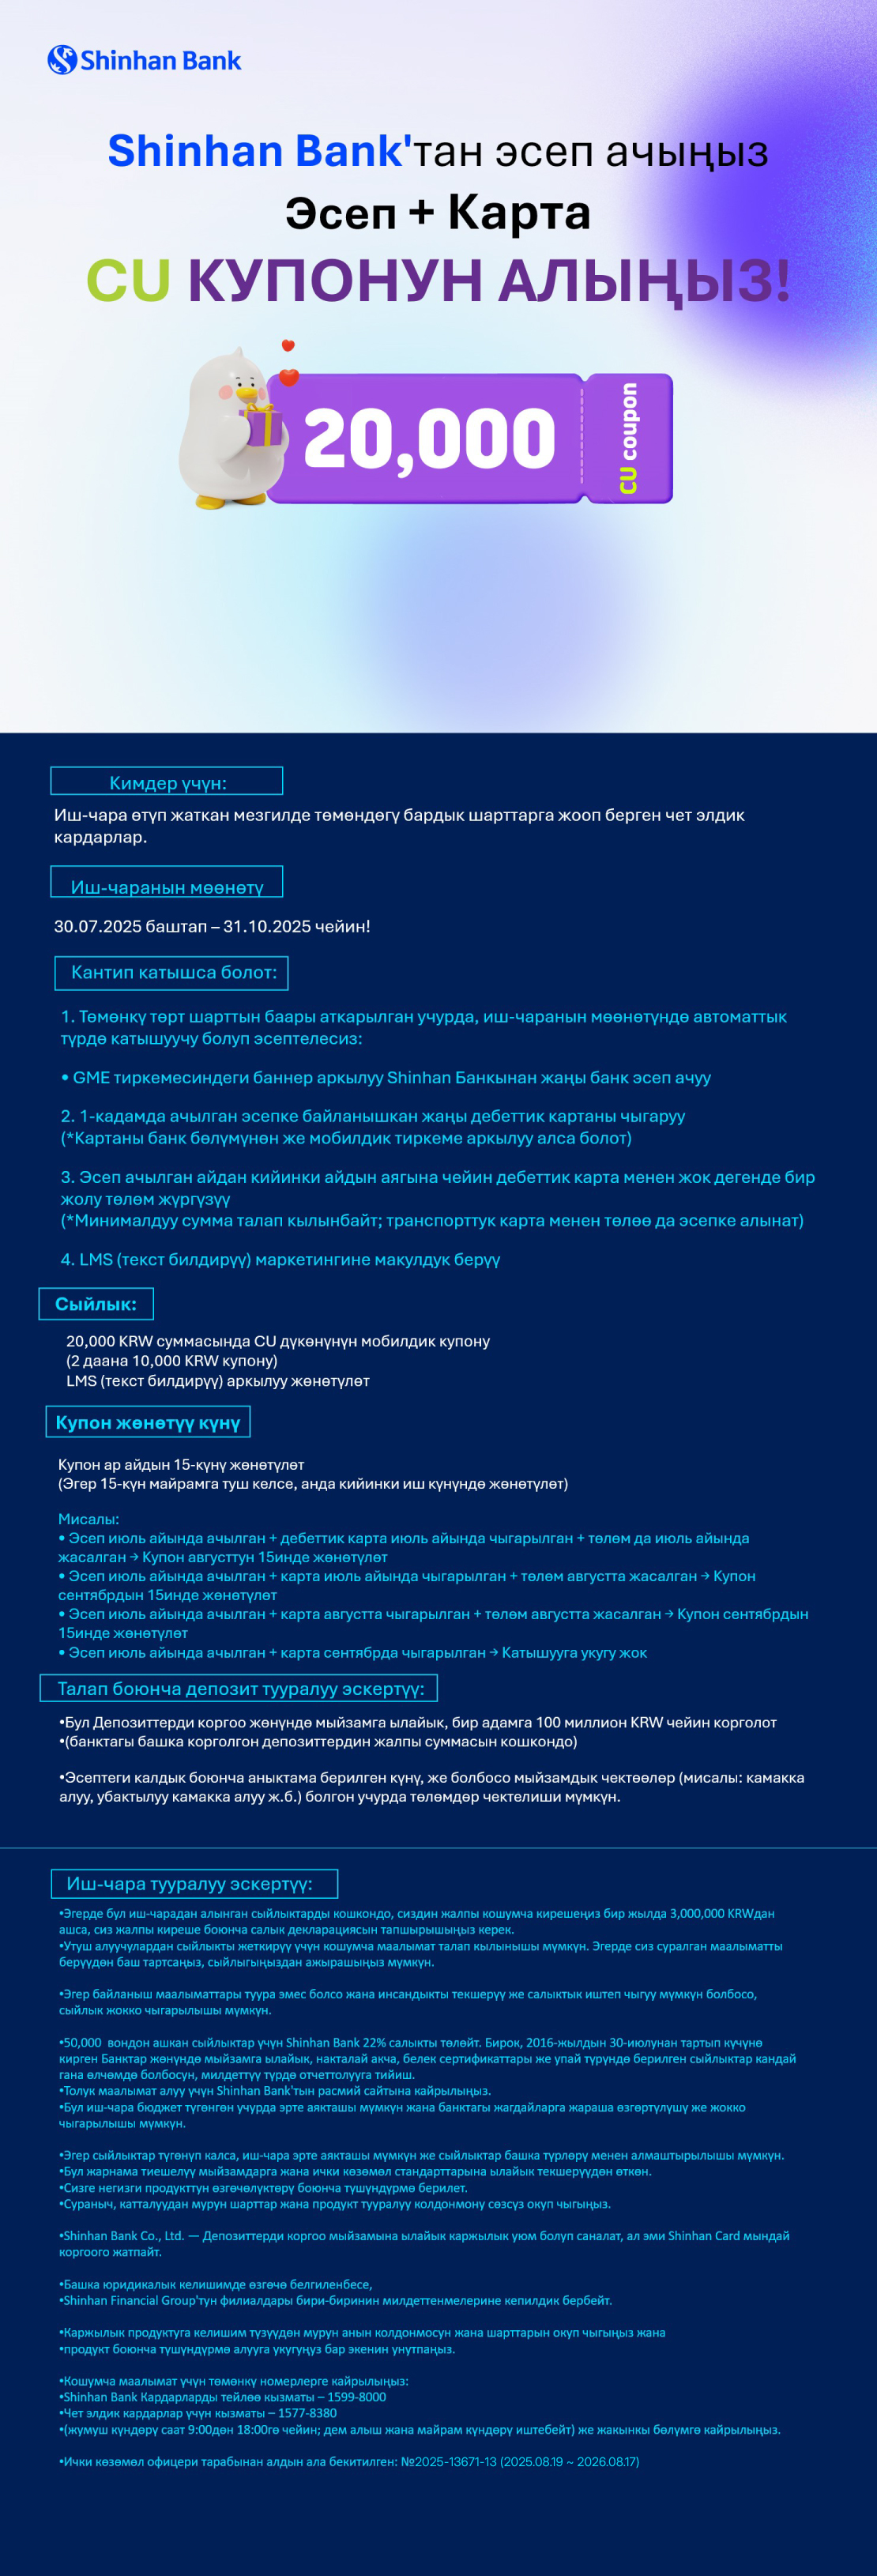 Shinhan Bank
Shinhan Bank'тан эсеп ачыңыз
Эсеп + Карта
CU КУПОНУН АЛЫҢЫЗ!
20,000
CU coupon
Кимдер үчүн:
Иш-чара өтүп жаткан мезгилде төмөндөгү бардык шарттарга жооп берген чет элдик
кардарлар.
Иш-чаранын мөөнөтү
30.07.2025 баштап – 31.10.2025 чейин!
Кантип катышса болот:
1. Төмөнкү төрт шарттын баары аткарылган учурда, иш-чаранын мөөнөтүндө автоматтык
түрдө катышуучу болуп эсептелесиз:
• GME тиркемесиндеги баннер аркылуу Shinhan Банкынан жаңы банк эсеп ачуу
2. 1-кадамда ачылган эсепке байланышкан жаңы дебеттик картаны чыгаруу
(*Картаны банк бөлүмүнөн же мобилдик тиркеме аркылуу алса болот)
3. Эсеп ачылган айдан кийинки айдын аягына чейин дебеттик карта менен жок дегенде бир
жолу төлөм жүргүзүү
(*Минималдуу сумма талап кылынбайт; транспорттук карта менен төлөө да эсепке алынат)
4. LMS (текст билдирүү) маркетингине макулдук берүү
Сыйлык:
20,000 KRW суммасында CU дүкөнүнүн мобилдик купону
(2 даана 10,000 KRW купону)
LMS (текст билдирүү) аркылуу жөнөтүлөт
Купон жөнөтүү күнү
Купон ар айдын 15-күнү жөнөтүлөт
(Эгер 15-күн майрамга туш келсе, анда кийинки иш күнүндө жөнөтүлөт)
Мисалы:
• Эсеп июль айында ачылган + дебеттик карта июль айында чыгарылган + төлөм да июль айында
жасалган → Купон августтун 15инде жөнөтүлөт
• Эсеп июль айында ачылган + карта июль айында чыгарылган + төлөм августта жасалган → Купон
сентябрдын 15инде жөнөтүлөт
• Эсеп июль айында ачылган + карта августта чыгарылган + төлөм августта жасалган → Купон сентябрдын
15инде жөнөтүлөт
• Эсеп июль айында ачылган + карта сентябрда чыгарылган → Катышууга укугу жок
Талап боюнча депозит тууралуу эскертүү:
•Бул Депозиттерди коргоо жөнүндө мыйзамга ылайык, бир адамга 100 миллион KRW чейин корголот
•(банктагы башка корголгон депозиттердин жалпы суммасын кошкондо)
•Эсептеги калдык боюнча аныктама берилген күнү, же болбосо мыйзамдык чектөөлөр (мисалы: камакка
алуу, убактылуу камакка алуу ж.б.) болгон учурда төлөмдөр чектелиши мүмкүн.
Иш-чара тууралуу эскертүү:
•Эгерде бул иш-чарадан алынган сыйлыктарды кошкондо, сиздин жалпы кошумча кирешеңиз бир жылда 3,000,000 KRWдан
ашса, сиз жалпы киреше боюнча салык декларациясын тапшырышыңыз керек.
•Утуш алуучулардан сыйлыкты жеткирүү үчүн кошумча маалымат талап кылынышы мүмкүн. Эгерде сиз суралган маалыматты
берүүдөн баш тартсаңыз, сыйлыгыңыздан ажырашыңыз мүмкүн.
•Эгер байланыш маалыматтары туура эмес болсо жана инсандыкты текшерүү же салыктык иштеп чыгуу мүмкүн болбосо,
сыйлык жокко чыгарылышы мүмкүн.
•50,000  вондон ашкан сыйлыктар үчүн Shinhan Bank 22% салыкты төлөйт. Бирок, 2016-жылдын 30-июлунан тартып күчүнө
кирген Банктар жөнүндө мыйзамга ылайык, накталай акча, белек сертификаттары же упай түрүндө берилген сыйлыктар кандай
гана өлчөмдө болбосун, милдеттүү түрдө отчеттолууга тийиш.
•Толук маалымат алуу үчүн Shinhan Bank'тын расмий сайтына кайрылыңыз.
•Бул иш-чара бюджет түгөнгөн учурда эрте аякташы мүмкүн жана банктагы жагдайларга жараша өзгөртүлүшү же жокко
чыгарылышы мүмкүн.
•Эгер сыйлыктар түгөнүп калса, иш-чара эрте аякташы мүмкүн же сыйлыктар башка түрлөрү менен алмаштырылышы мүмкүн.
•Бул жарнама тиешелүү мыйзамдарга жана ички көзөмөл стандарттарына ылайык текшерүүдөн өткөн.
•Сизге негизги продукттун өзгөчөлүктөрү боюнча түшүндүрмө берилет.
•Сураныч, катталуудан мурун шарттар жана продукт тууралуу колдонмону сөзсүз окуп чыгыңыз.
•Shinhan Bank Co., Ltd. — Депозиттерди коргоо мыйзамына ылайык каржылык уюм болуп саналат, ал эми Shinhan Card мындай
коргоого жатпайт.
•Башка юридикалык келишимде өзгөчө белгиленбесе,
•Shinhan Financial Group'тун филиалдары бири-биринин милдеттенмелерине кепилдик бербейт.
•Каржылык продуктуга келишим түзүүдөн мурун анын колдонмосун жана шарттарын окуп чыгыңыз жана
•продукт боюнча түшүндүрмө алууга укугуңуз бар экенин унутпаңыз.
•Кошумча маалымат үчүн төмөнкү номерлерге кайрылыңыз:
•Shinhan Bank Кардарларды тейлөө кызматы – 1599-8000
•Чет элдик кардарлар үчүн кызматы – 1577-8380
•(жумуш күндөрү саат 9:00дөн 18:00гө чейин; дем алыш жана майрам күндөрү иштебейт) же жакынкы бөлүмгө кайрылыңыз.
•Ички көзөмөл офицери тарабынан алдын ала бекитилген: №2025-13671-13 (2025.08.19 ~ 2026.08.17)